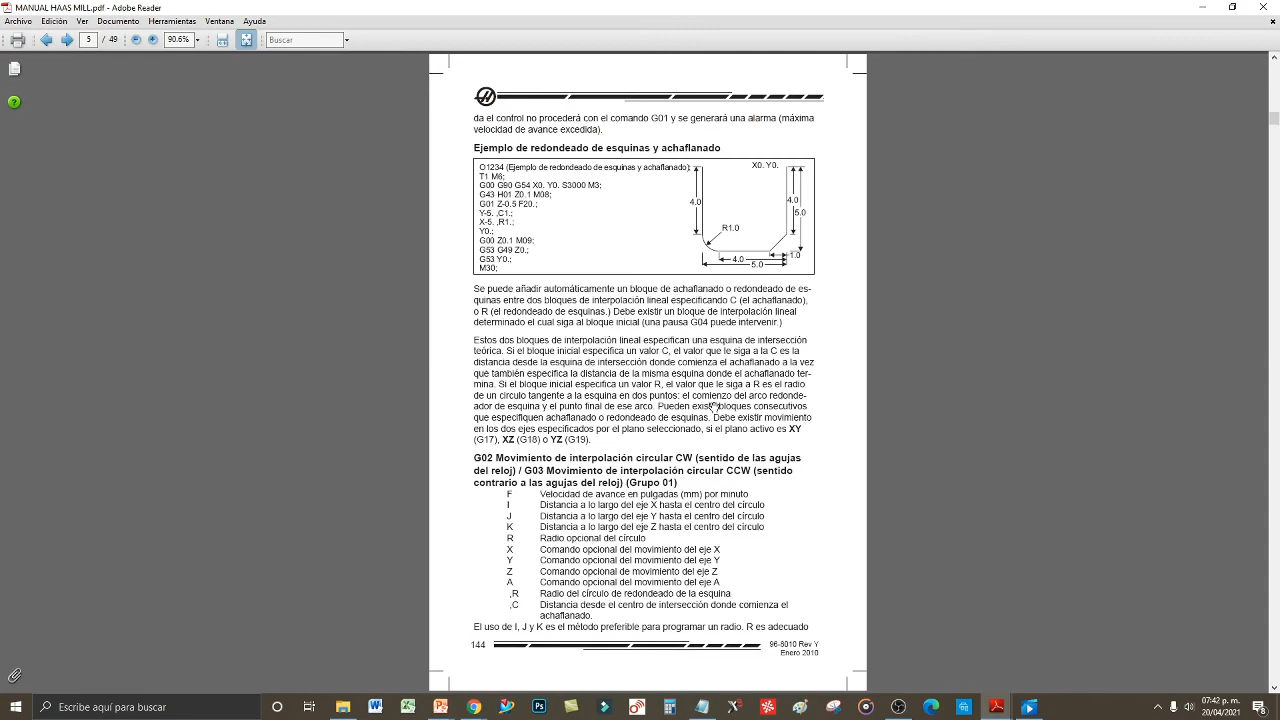 MANUAL HAAS MILL.pdf - Adobe Reader
Archivo Edición Ver Documento Herramientas Ventana Ayuda
5 / 49 90.6% Buscar
da el control no procederá con el comando G01 y se generará una alarma (máxima
velocidad de avance excedida).
Ejemplo de redondeado de esquinas y achaflanado
O1234 (Ejemplo de redondeado de esquinas y achaflanado);
T1 M6;
G00 G90 G54 X0. Y0. S3000 M3;
G43 H01 Z0.1 M08;
G01 Z-0.5 F20.;
Y-5. ,C1.;
X-5. ,R1.;
Y0.;
G00 Z0.1 M09;
G53 G49 Z0.;
G53 Y0.;
M30;
X0. Y0.
4.0
4.0
5.0
R1.0
1.0
4.0
5.0
Se puede añadir automáticamente un bloque de achaflanado o redondeado de es-
quinas entre dos bloques de interpolación lineal especificando C (el achaflanado),
o R (el redondeado de esquinas.) Debe existir un bloque de interpolación lineal
determinado el cual siga al bloque inicial (una pausa G04 puede intervenir.)
Estos dos bloques de interpolación lineal especifican una esquina de intersección
teórica. Si el bloque inicial especifica un valor C, el valor que le siga a la C es la
distancia desde la esquina de intersección donde comienza el achaflanado a la vez
que también especifica la distancia de la misma esquina donde el achaflanado ter-
mina. Si el bloque inicial especifica un valor R, el valor que le siga a R es el radio
de un círculo tangente a la esquina en dos puntos: el comienzo del arco redonde-
ador de esquina y el punto final de ese arco. Pueden existir bloques consecutivos
que especifiquen achaflanado o redondeado de esquinas. Debe existir movimiento
en los dos ejes especificados por el plano seleccionado, si el plano activo es XY
(G17), XZ (G18) o YZ (G19).
G02 Movimiento de interpolación circular CW (sentido de las agujas
del reloj) / G03 Movimiento de interpolación circular CCW (sentido
contrario a las agujas del reloj) (Grupo 01)
F Velocidad de avance en pulgadas (mm) por minuto
I Distancia a lo largo del eje X hasta el centro del círculo
J Distancia a lo largo del eje Y hasta el centro del círculo
K Distancia a lo largo del eje Z hasta el centro del círculo
R Radio opcional del círculo
X Comando opcional del movimiento del eje X
Y Comando opcional del movimiento del eje Y
Z Comando opcional de movimiento del eje Z
A Comando opcional del movimiento del eje A
,R Radio del círculo de redondeado de la esquina
,C Distancia desde el centro de intersección donde comienza el
achaflanado.
El uso de I, J y K es el método preferible para programar un radio. R es adecuado
144
96-8010 Rev Y
Enero 2010
Escribe aquí para buscar
07:42 p. m.
20/04/2021